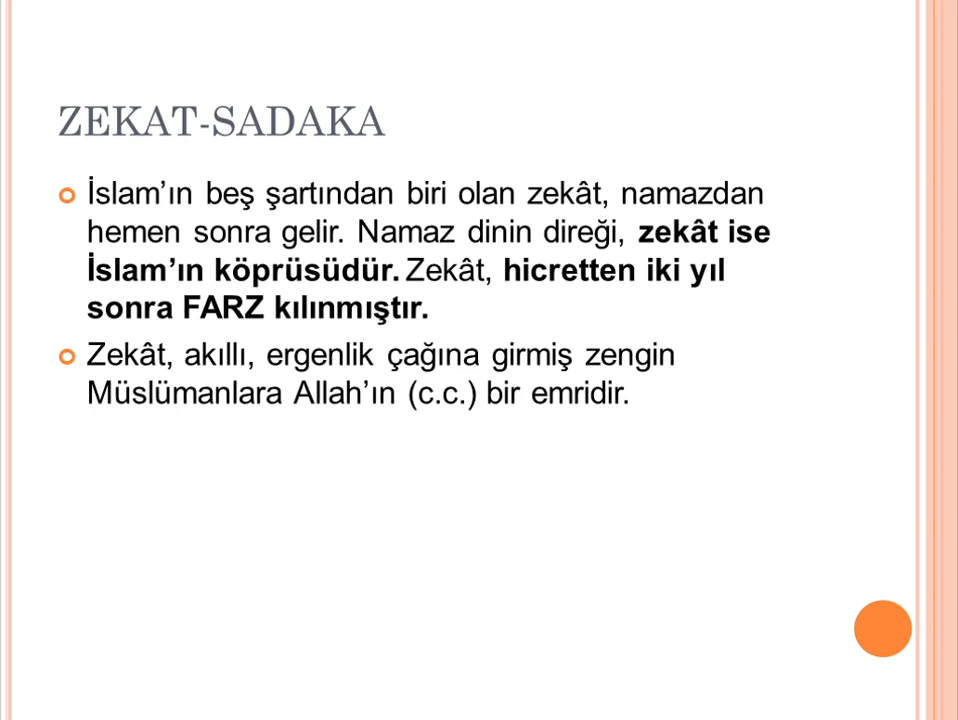 ZEKAT-SADAKA
İslam’ın beş şartından biri olan zekât, namazdan
hemen sonra gelir. Namaz dinin direği, zekât ise
İslam’ın köprüsüdür. Zekât, hicretten iki yıl
sonra FARZ kılınmıştır.
Zekât, akıllı, ergenlik çağına girmiş zengin
Müslümanlara Allah’ın (c.c.) bir emridir.